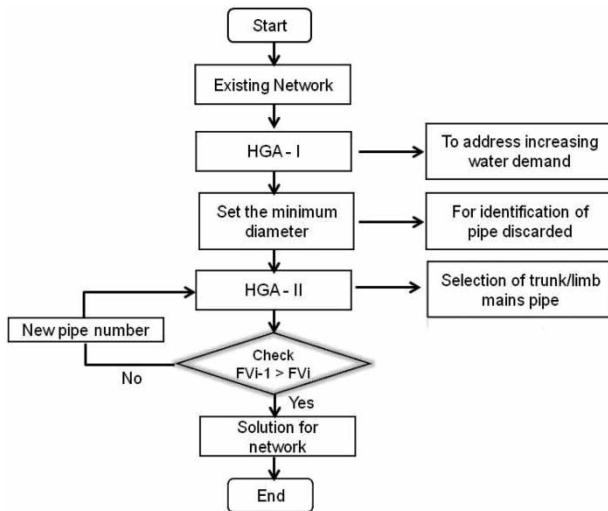 Start
Existing Network
HGA - I
To address increasing
water demand
Set the minimum
diameter
For identification of
pipe discarded
HGA - II
Selection of trunk/limb
mains pipe
New pipe number
Check
FVi-1 > FVi
No
Yes
Solution for
network
End